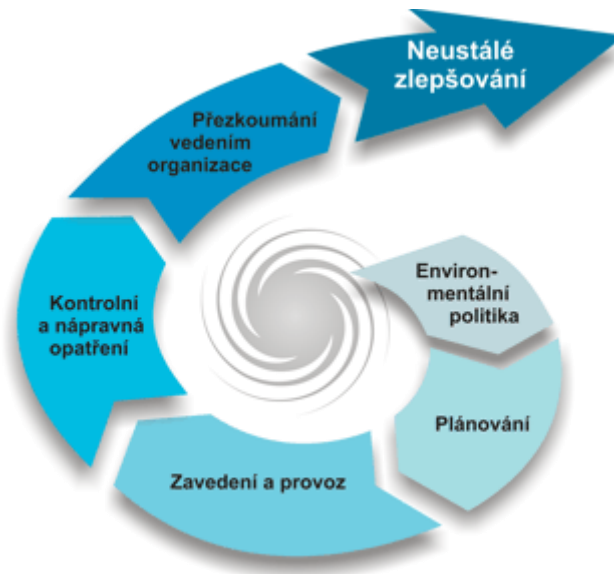 Neustálé
zlepšování
Přezkoumání
vedením
organizace
Kontrolní
a nápravná
opatření
Environ-
mentální
politika
Plánování
Zavedení a provoz